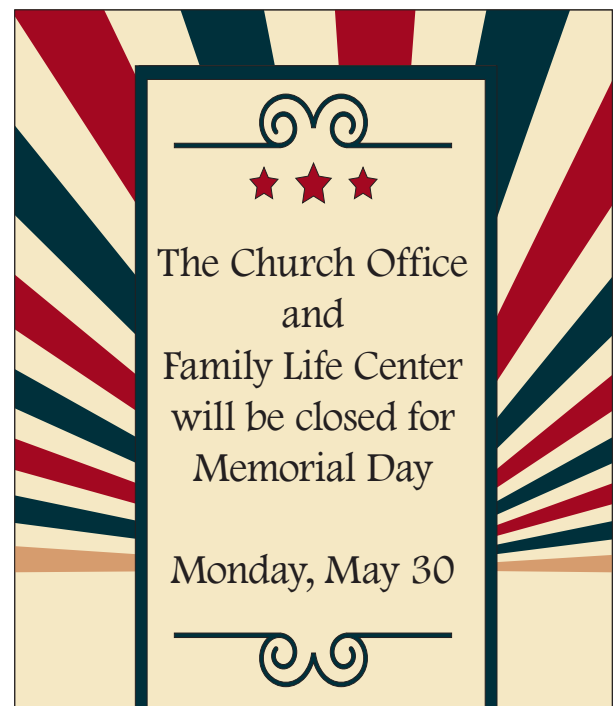 The Church Office
and
Family Life Center
will be closed for
Memorial Day
Monday, May 30